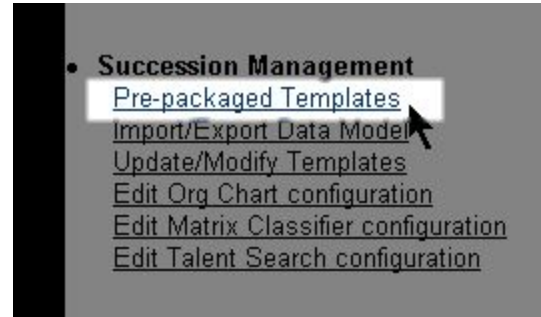 Succession Management
Pre-packaged Templates
Import/Export Data Model
Update/Modify Templates
Edit Org Chart configuration
Edit Matrix Classifier configuration
Edit Talent Search configuration